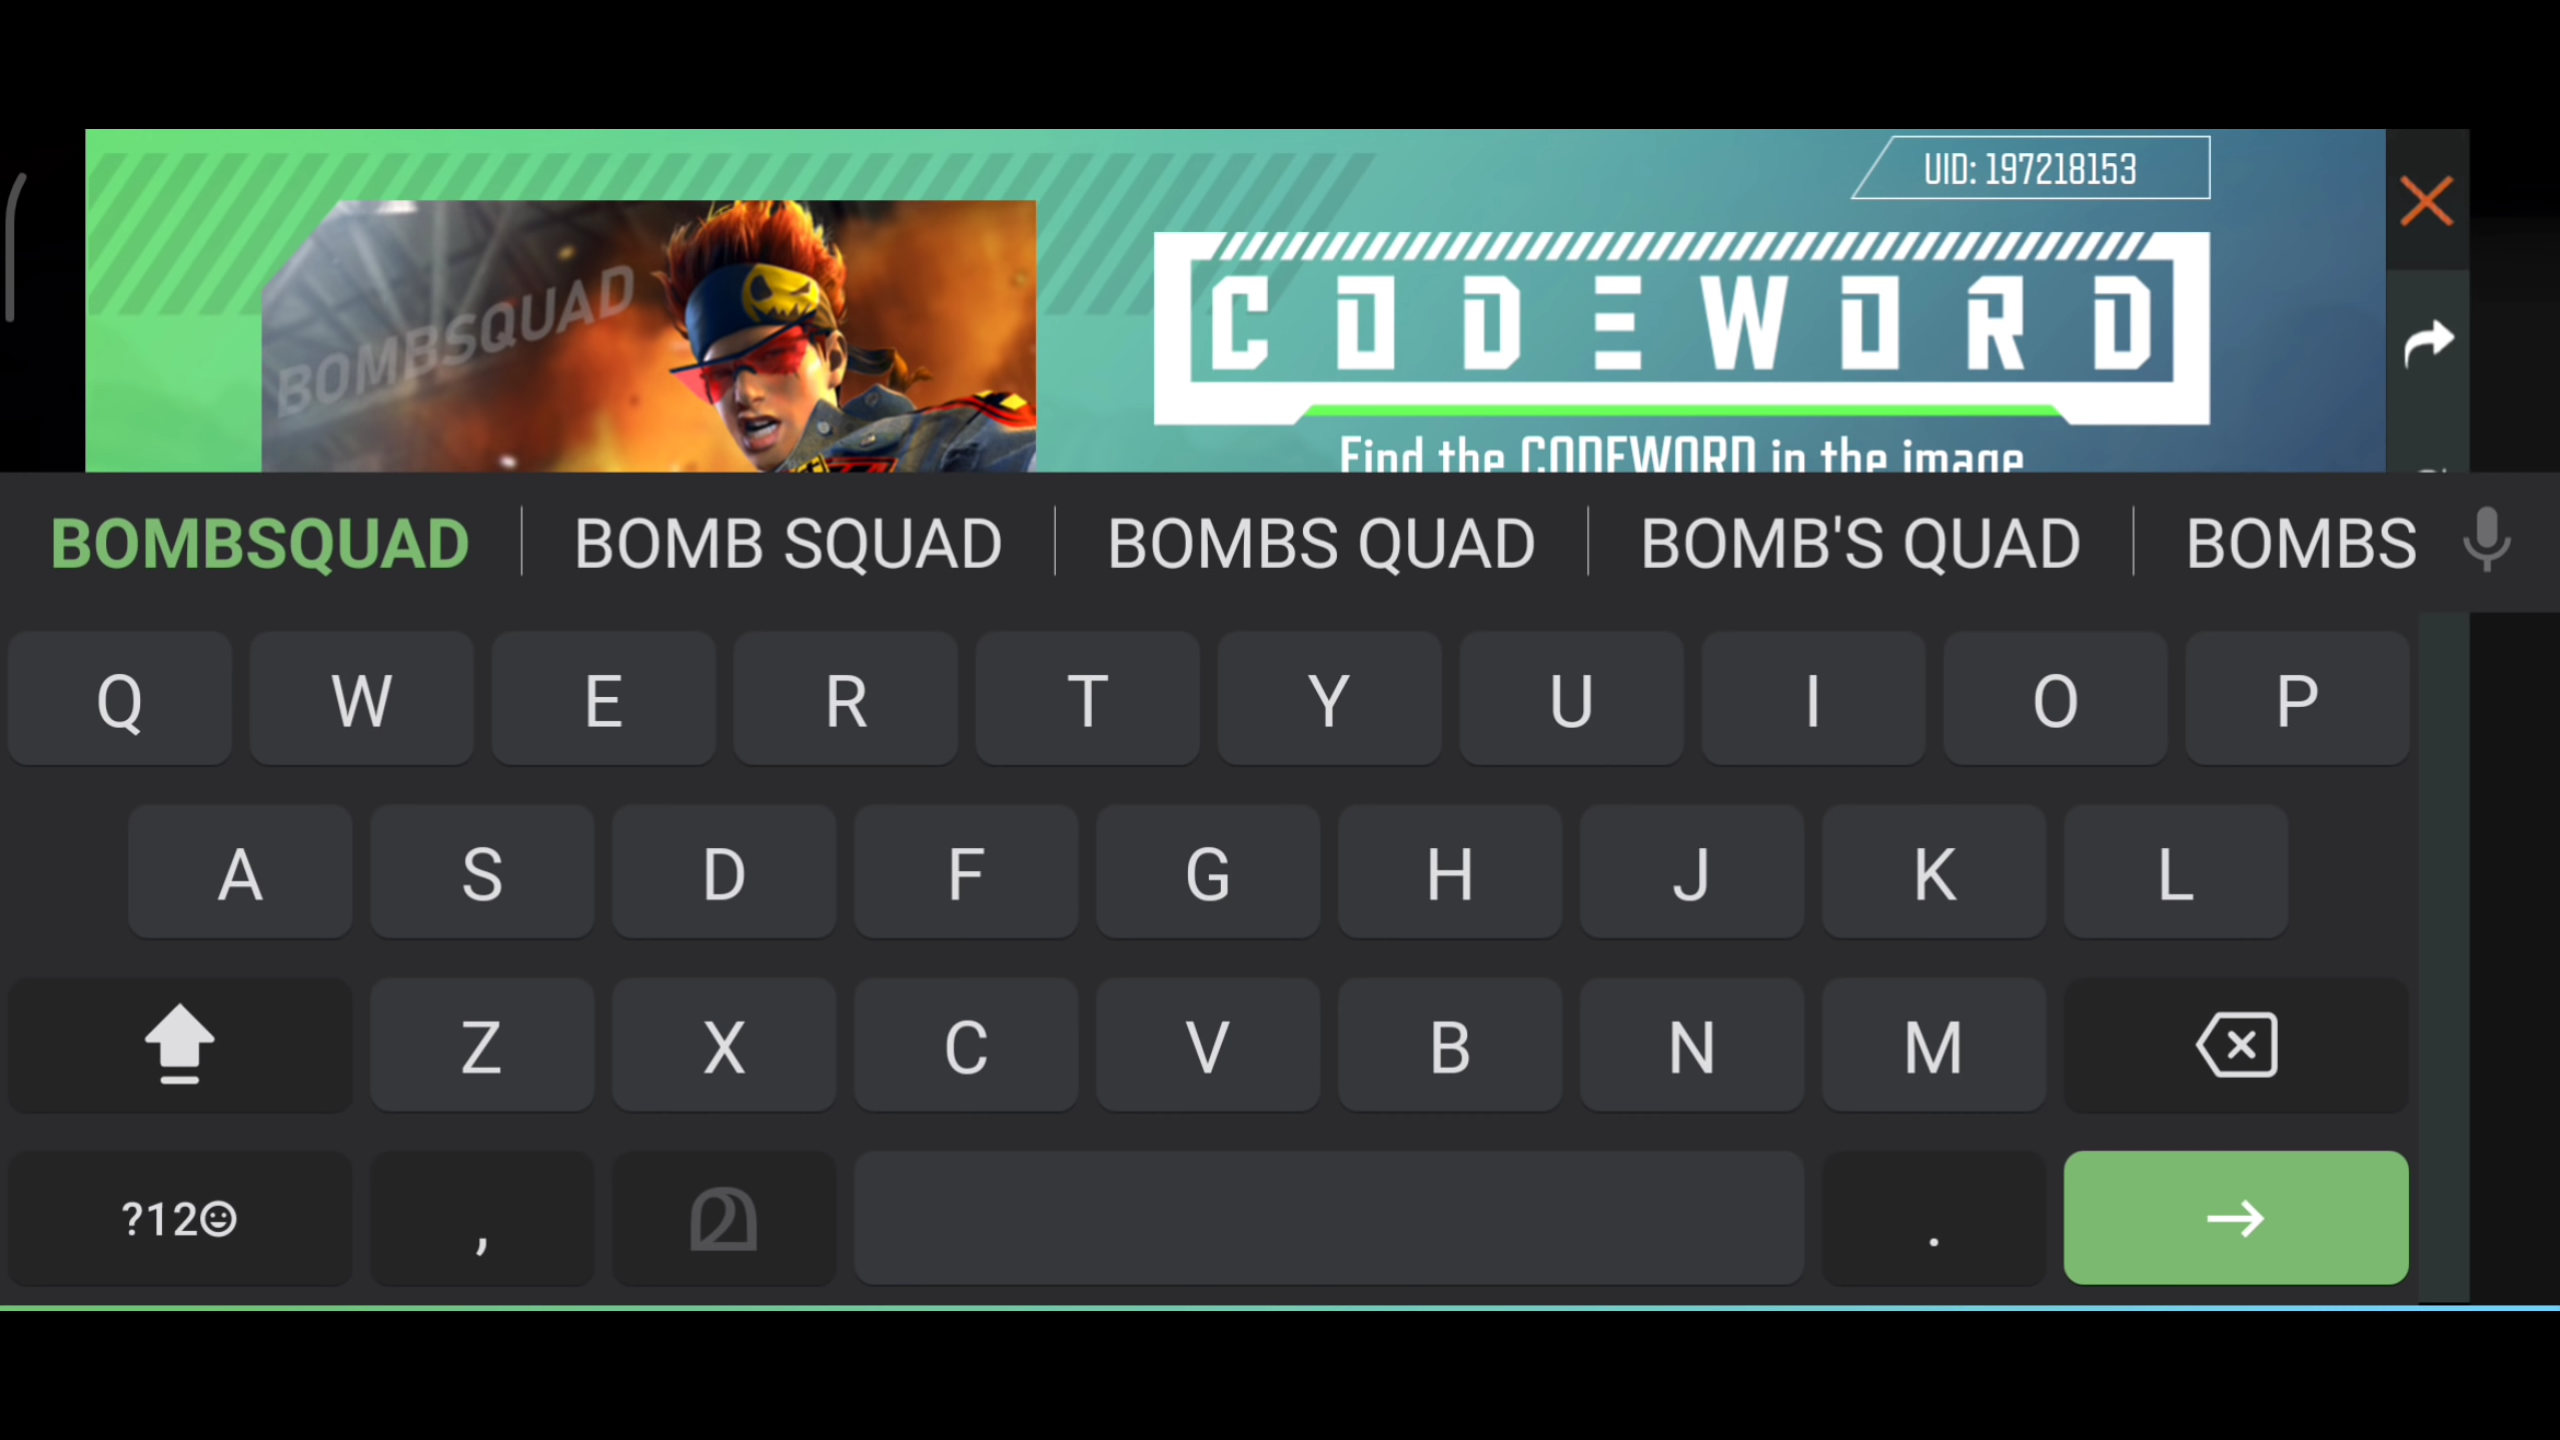 UID: 197218153
BOMBSQUAD
CODEWORD
Find the CODEWORD in the image
BOMBSQUAD BOMB SQUAD BOMBS QUAD BOMB'S QUAD BOMBS
Q W E R T Y U I O P
A S D F G H J K L
Z X C V B N M
?12☺ , മ .